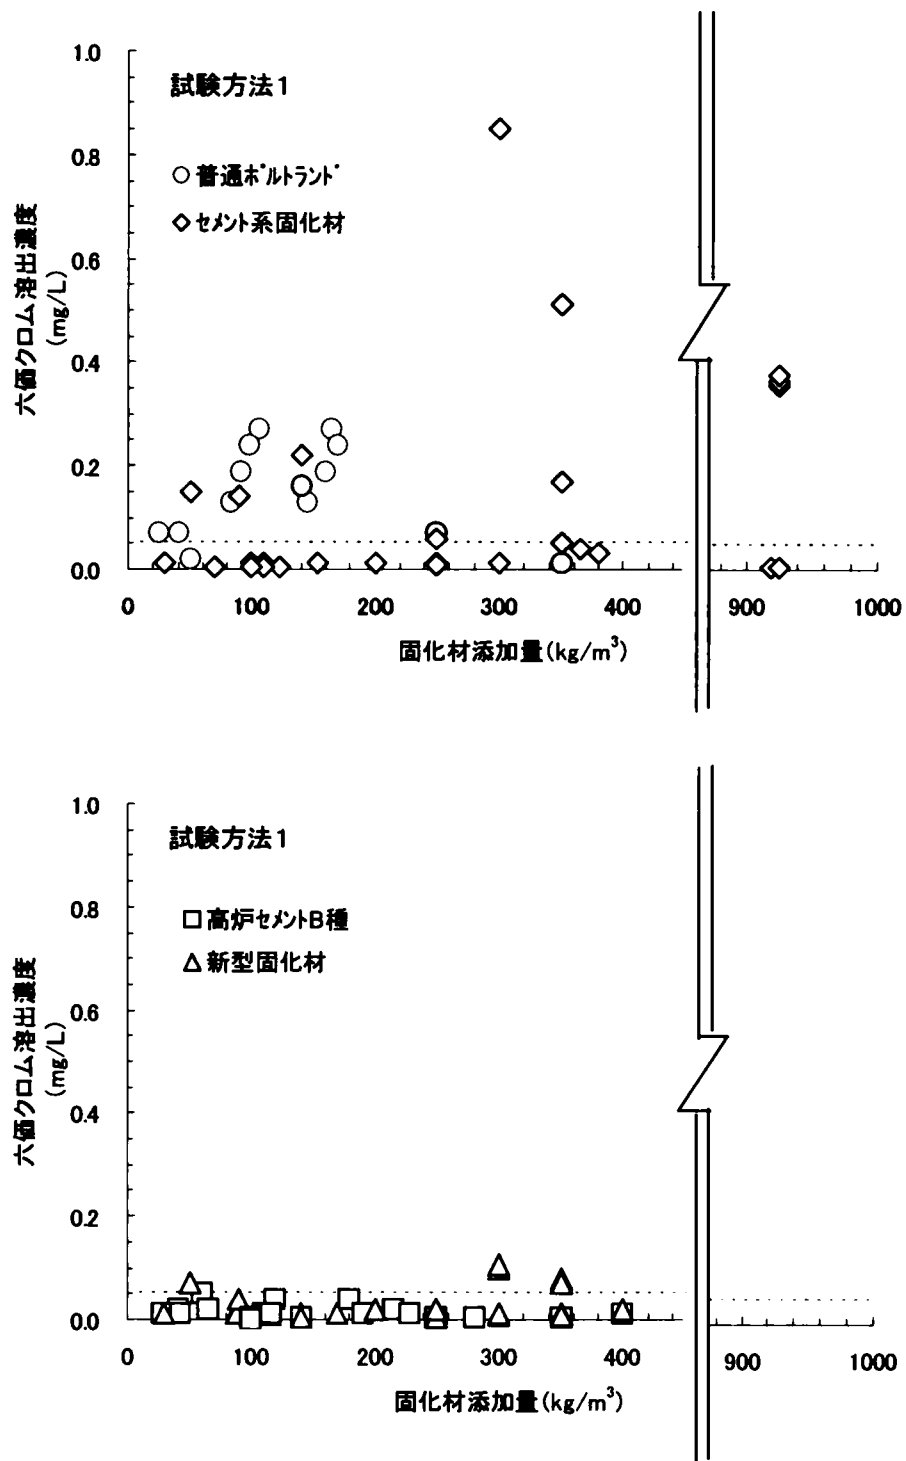 1.0
試験方法1
0.8
普通ポルトランド
セメント系固化材
0.6
六価クロム溶出濃度
(mg/L)
0.4
0.2
0.0
0 100 200 300 400 900 1000
固化材添加量(kg/m³)
1.0
試験方法1
0.8
高炉セメントB種
新型固化材
0.6
六価クロム溶出濃度
(mg/L)
0.4
0.2
0.0
0 100 200 300 400 900 1000
固化材添加量(kg/m³)